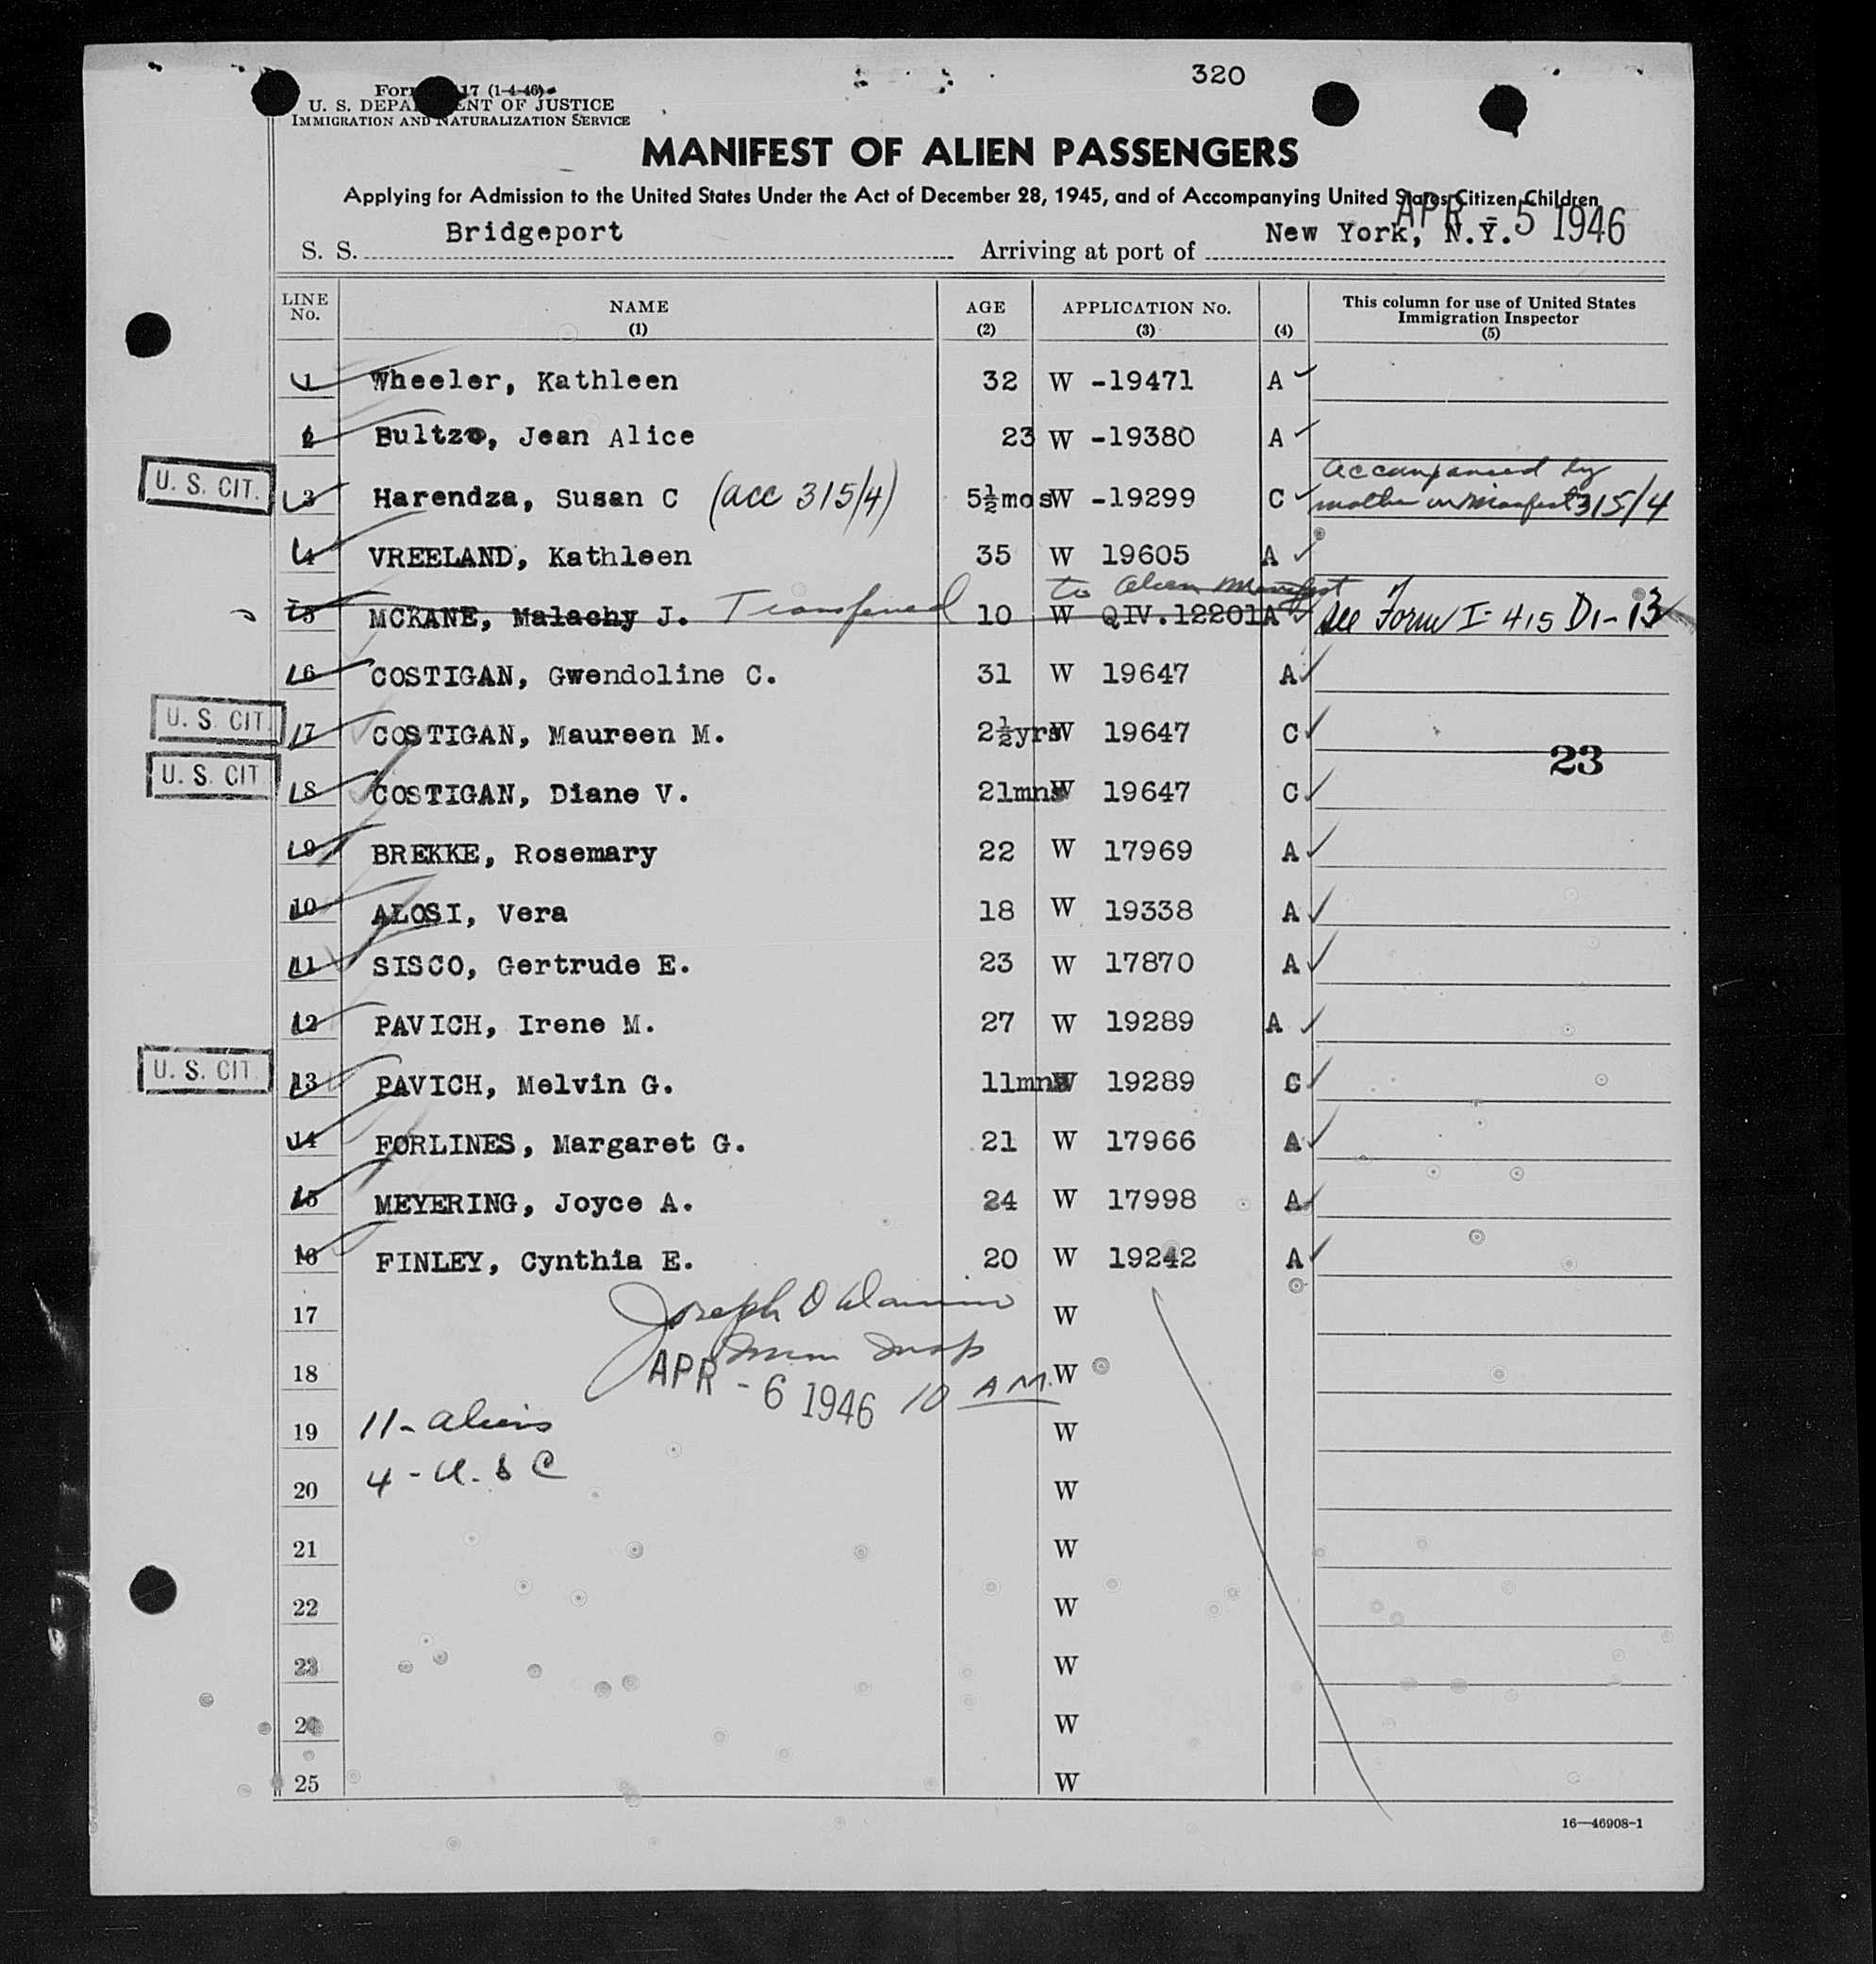 320
(1-4-46)
U. S. DEPARTMENT OF JUSTICE
IMMIGRATION AND NATURALIZATION SERVICE
MANIFEST OF ALIEN PASSENGERS
Applying for Admission to the United States Under the Act of December 28, 1945, and of Accompanying United States Citizen Children
APR - 5 1946
S. S. Bridgeport Arriving at port of New York, N.Y.
LINE No. NAME (1) AGE (2) APPLICATION No. (3) (4) This column for use of United States Immigration Inspector (5)
1 Wheeler, Kathleen 32 W -19471 A
2 Bultzo, Jean Alice 23 W -19380 A
U. S. CIT. 3 Harendza, Susan C (acc 315/4) 5½mos W -19299 C accompanied by mother on Manifest 315/4
4 VREELAND, Kathleen 35 W 19605 A
5 MCKANE, Malachy J. Transferred 10 W QIV.12201 A to Alien Manifest see Form I-415 D1-13
6 COSTIGAN, Gwendoline C. 31 W 19647 A
U. S. CIT. 7 COSTIGAN, Maureen M. 2½yrs W 19647 C
23
U. S. CIT 8 COSTIGAN, Diane V. 21mns W 19647 C
9 BREKKE, Rosemary 22 W 17969 A
10 ALOSI, Vera 18 W 19338 A
11 SISCO, Gertrude E. 23 W 17870 A
12 PAVICH, Irene M. 27 W 19289 A
U. S. CIT. 13 PAVICH, Melvin G. 11mns W 19289 C
14 FORLINES, Margaret G. 21 W 17966 A
15 MEYERING, Joyce A. 24 W 17998 A
16 FINLEY, Cynthia E. 20 W 19242 A
17 Joseph D W
18 Imm Insp W
APR - 6 1946 10 AM.
19 11- aliens W
20 4 - U. S C W
21 W
22 W
23 W
24 W
25 W
16—46908-1